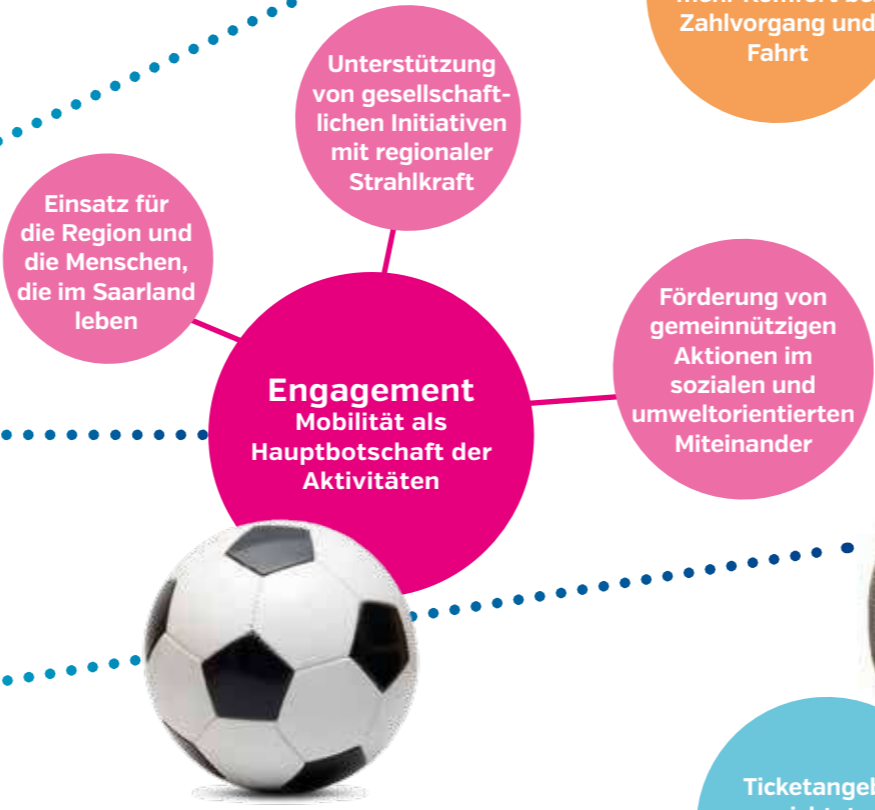 Zahlvorgang und
Fahrt
Unterstützung
von gesellschaft-
lichen Initiativen
mit regionaler
Strahlkraft
Einsatz für
die Region und
die Menschen,
die im Saarland
leben
Förderung von
gemeinnützigen
Aktionen im
sozialen und
umweltorientierten
Miteinander
Engagement
Mobilität als
Hauptbotschaft der
Aktivitäten